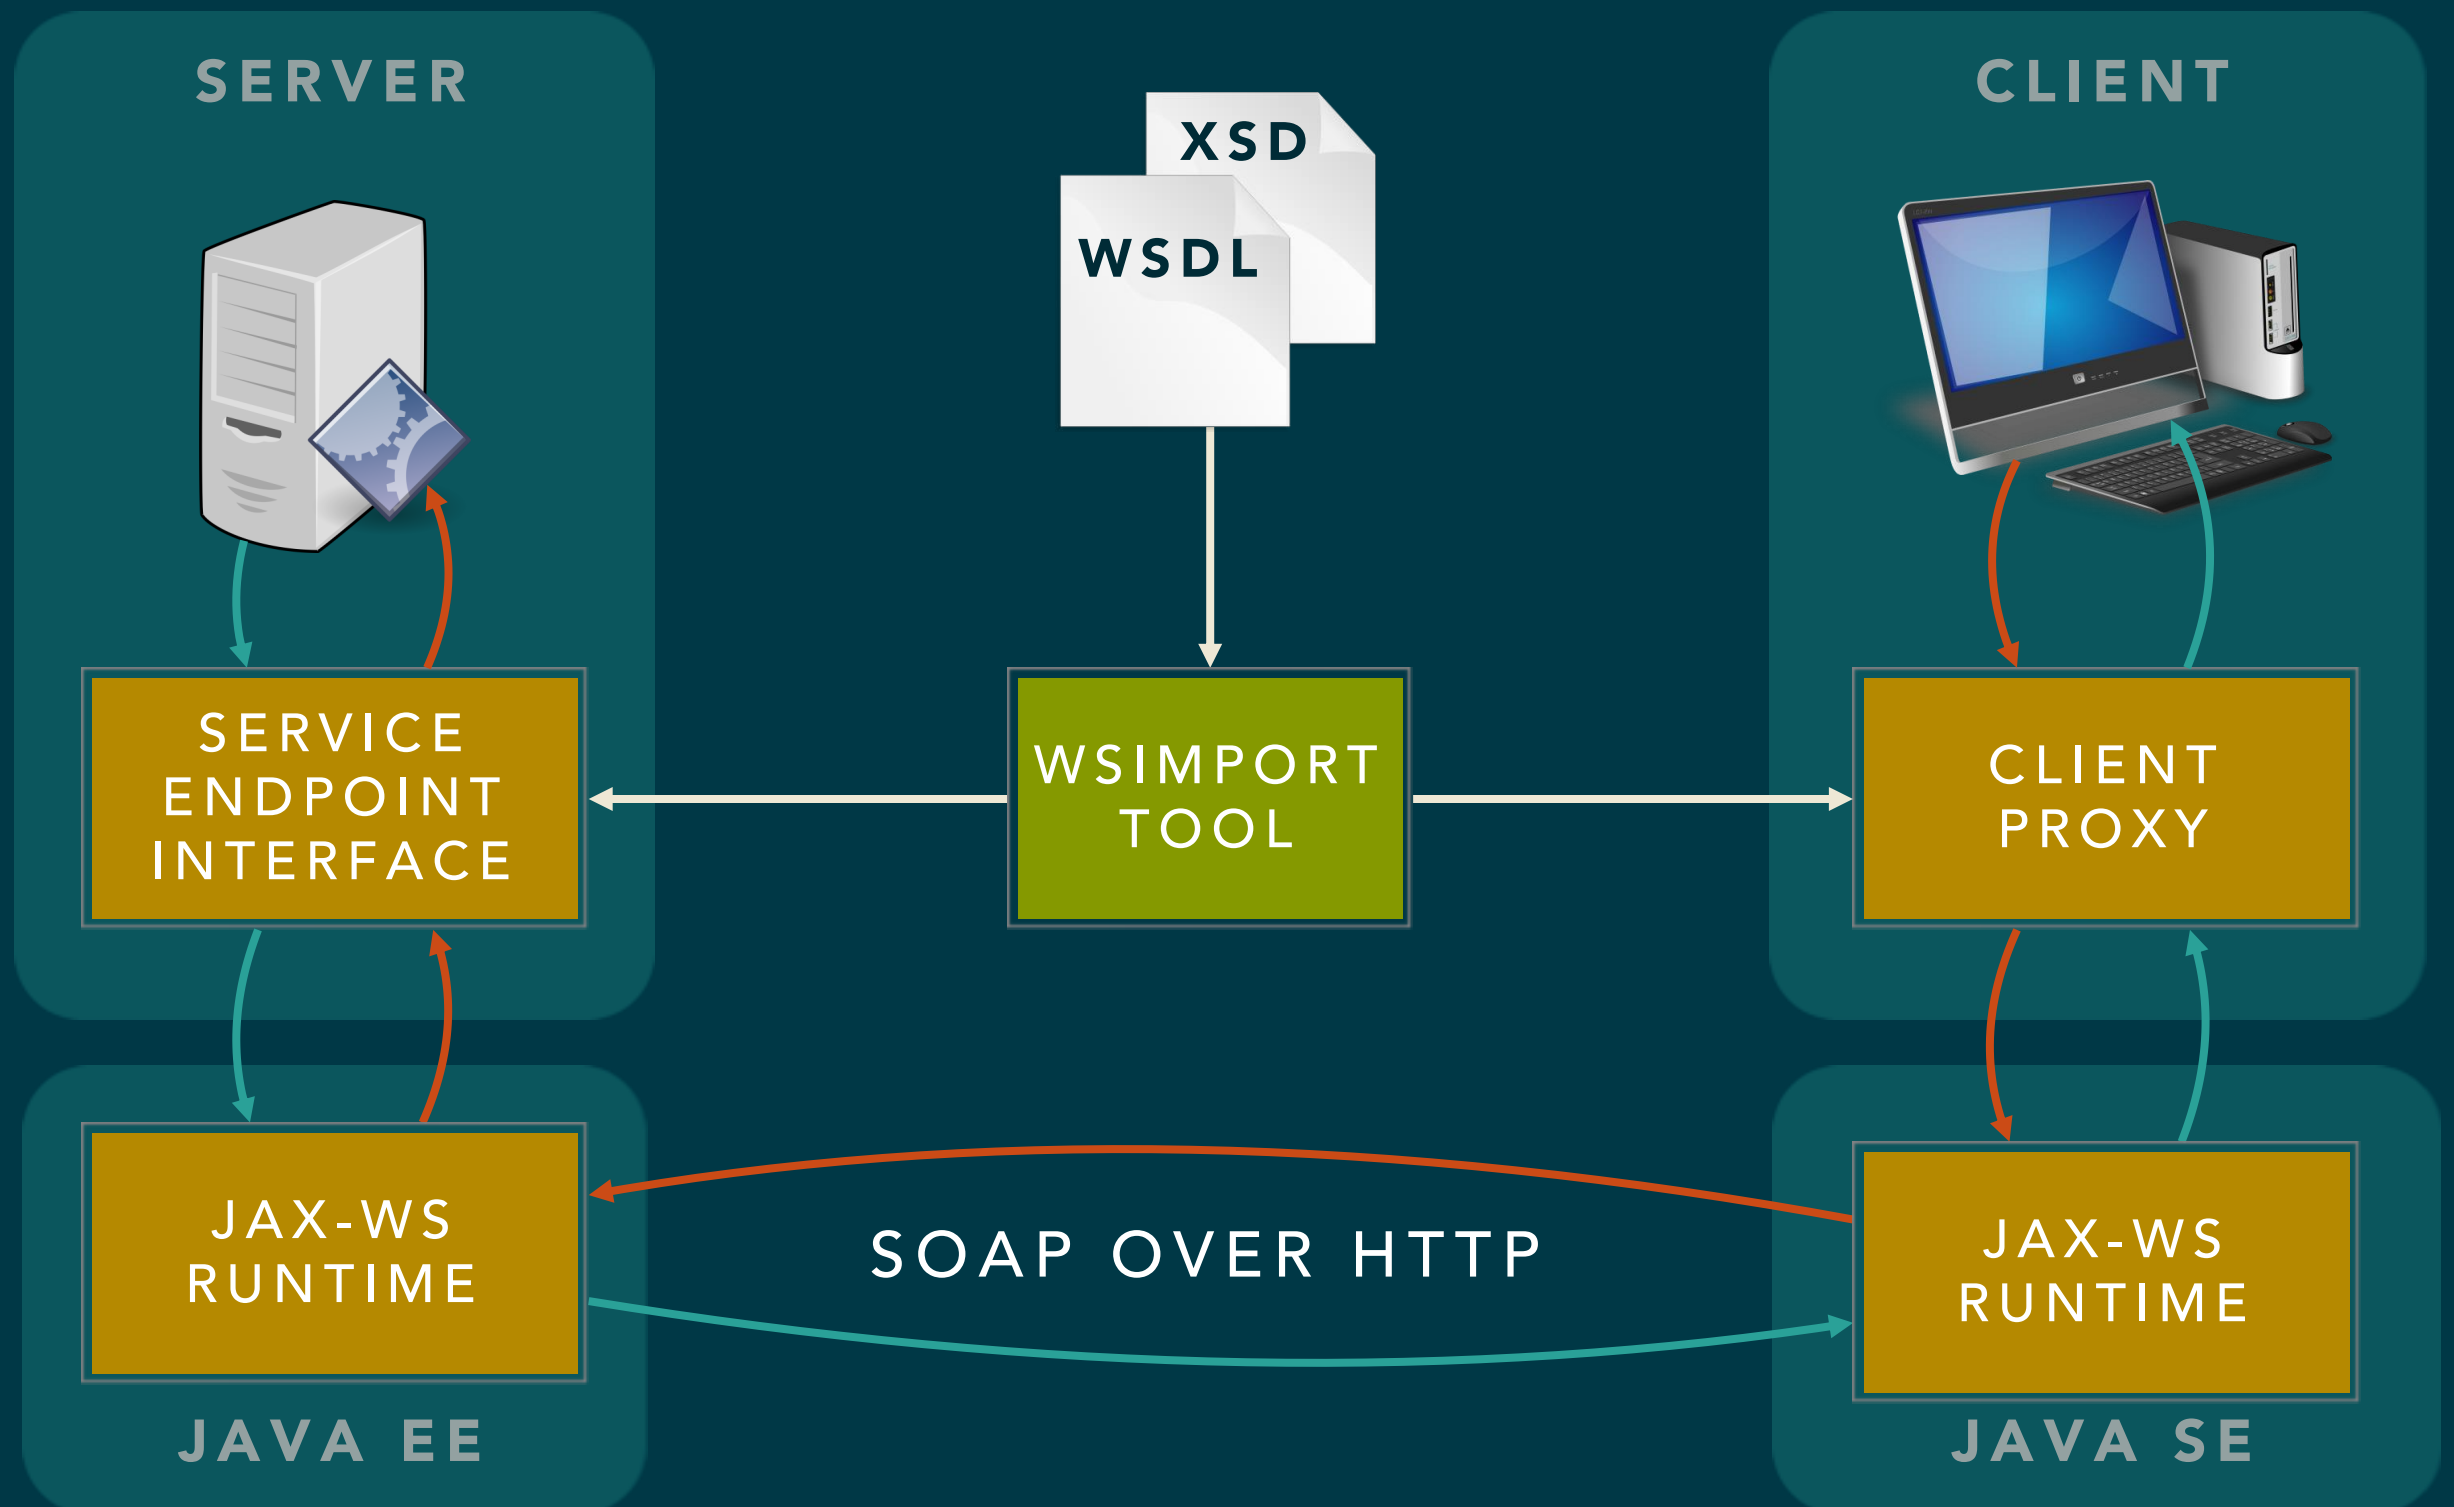 SERVER
CLIENT
XSD
WSDL
SERVICE
ENDPOINT
INTERFACE
WSIMPORT
TOOL
CLIENT
PROXY
JAX-WS
RUNTIME
SOAP OVER HTTP
JAX-WS
RUNTIME
JAVA EE
JAVA SE